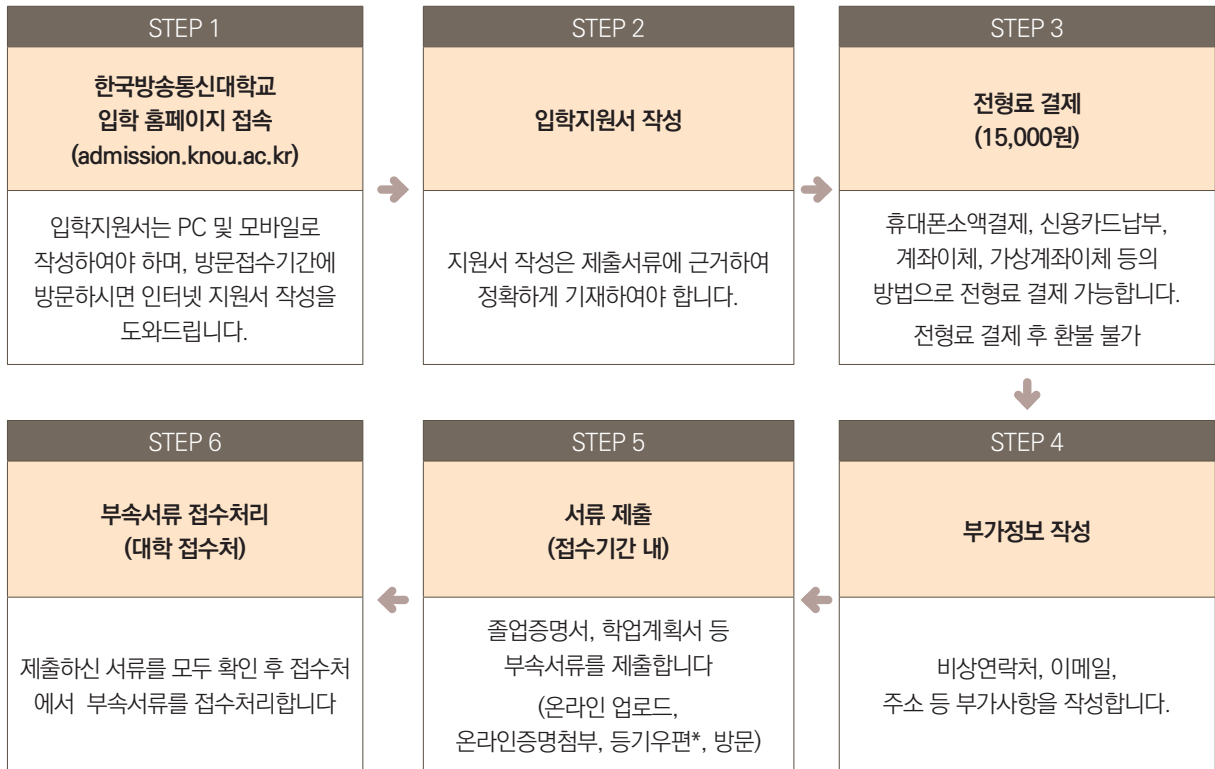 STEP 1
한국방송통신대학교
입학 홈페이지 접속
(admission.knou.ac.kr)
입학지원서는 PC 및 모바일로
작성하여야 하며, 방문접수기간에
방문하시면 인터넷 지원서 작성을
도와드립니다.
STEP 2
입학지원서 작성
지원서 작성은 제출서류에 근거하여
정확하게 기재하여야 합니다.
STEP 3
전형료 결제
(15,000원)
휴대폰소액결제, 신용카드납부,
계좌이체, 가상계좌이체 등의
방법으로 전형료 결제 가능합니다.
전형료 결제 후 환불 불가
STEP 4
부가정보 작성
비상연락처, 이메일,
주소 등 부가사항을 작성합니다.
STEP 5
서류 제출
(접수기간 내)
졸업증명서, 학업계획서 등
부속서류를 제출합니다
(온라인 업로드,
온라인증명첨부, 등기우편*, 방문)
STEP 6
부속서류 접수처리
(대학 접수처)
제출하신 서류를 모두 확인 후 접수처
에서 부속서류를 접수처리합니다